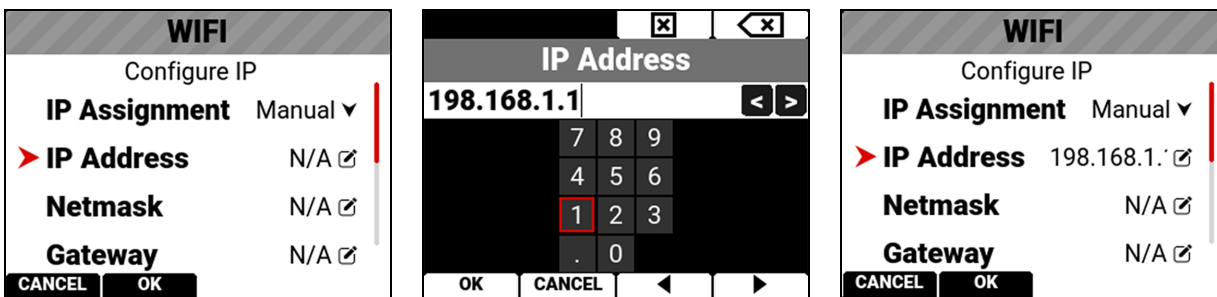 WIFI
Configure IP
IP Assignment Manual
IP Address N/A
Netmask N/A
Gateway N/A
CANCEL OK
IP Address
198.168.1.1
< >
7 8 9
4 5 6
1 2 3
. 0
OK CANCEL
WIFI
Configure IP
IP Assignment Manual
IP Address 198.168.1.
Netmask N/A
Gateway N/A
CANCEL OK